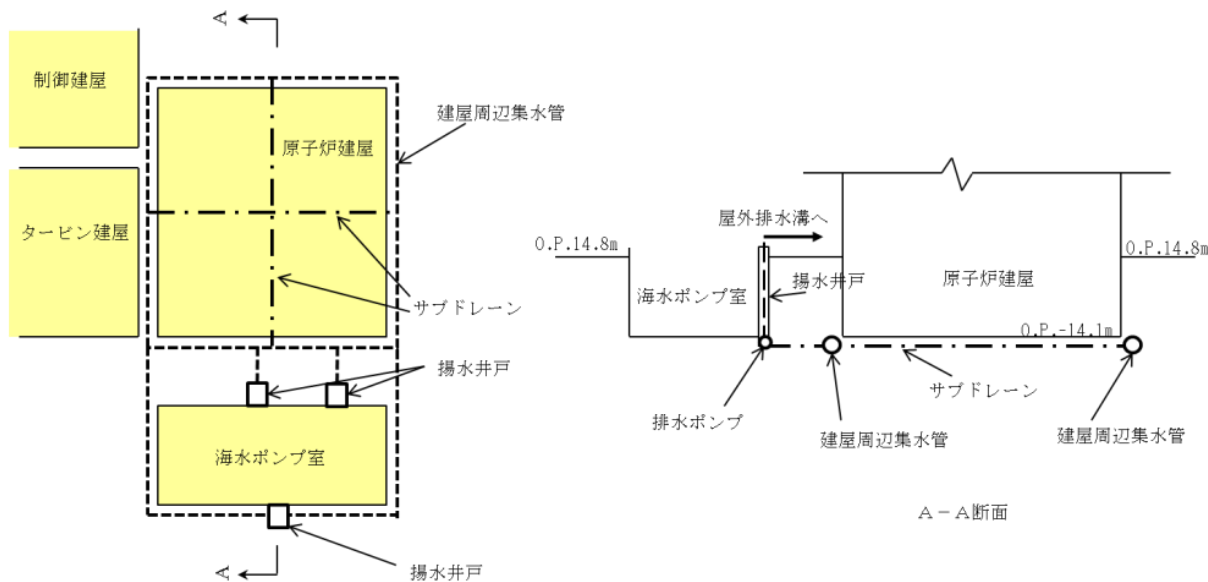 A
制御建屋
原子炉建屋
建屋周辺集水管
タービン建屋
サブドレーン
揚水井戸
海水ポンプ室
揚水井戸
A
屋外排水溝へ
O.P.14.8m
O.P.14.8m
揚水井戸
海水ポンプ室
原子炉建屋
O.P.-14.1m
サブドレーン
排水ポンプ
建屋周辺集水管
建屋周辺集水管
A-A断面